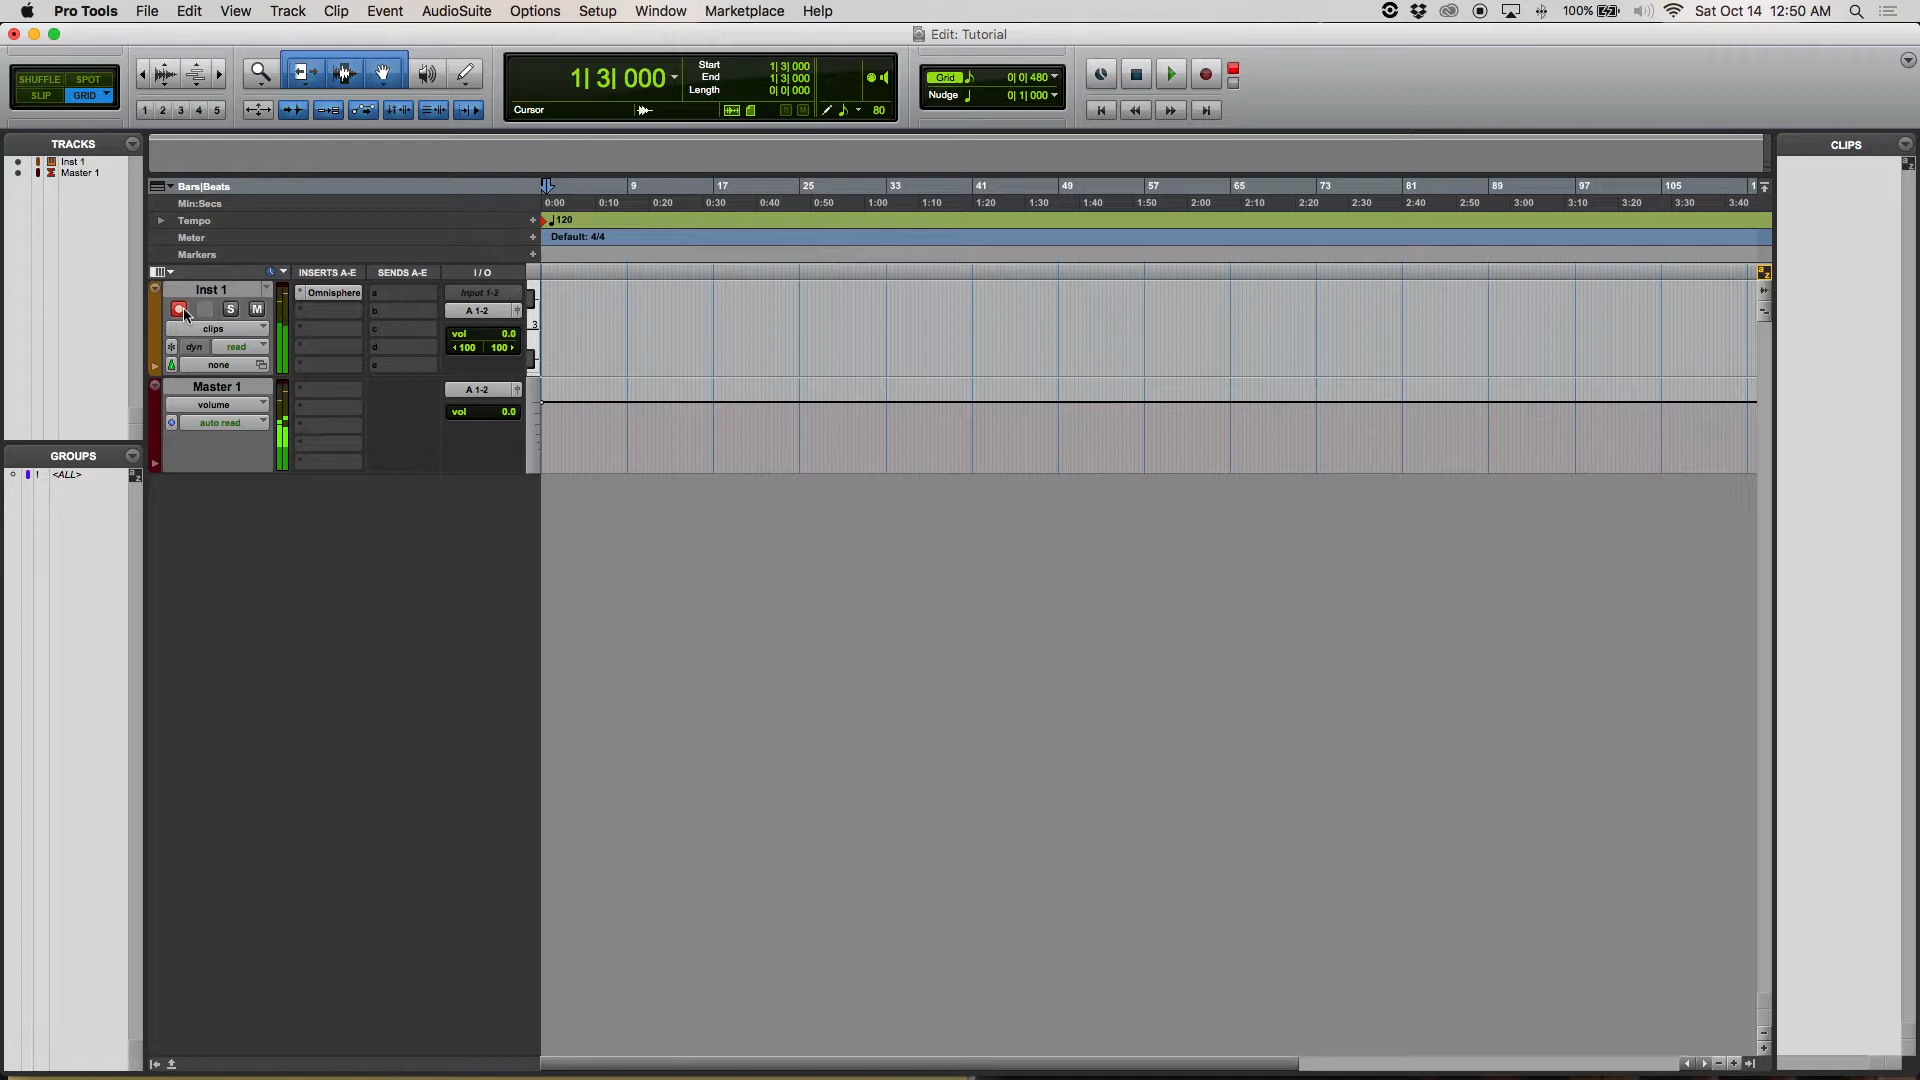 Pro Tools File Edit View Track Clip Event AudioSuite Options Setup Window Marketplace Help 100% Sat Oct 14 12:50 AM
Edit: Tutorial
SHUFFLE SPOT
SLIP GRID
1 2 3 4 5
1| 3| 000
Start 1| 3| 000
End 1| 3| 000
Length 0| 0| 000
Cursor 80
Grid 0| 0| 480
Nudge 0| 1| 000
TRACKS
Inst 1
Master 1
GROUPS
! <ALL>
CLIPS
Bars|Beats 9 17 25 33 41 49 57 65 73 81 89 97 105 1
Min:Secs 0:00 0:10 0:20 0:30 0:40 0:50 1:00 1:10 1:20 1:30 1:40 1:50 2:00 2:10 2:20 2:30 2:40 2:50 3:00 3:10 3:20 3:30 3:40
Tempo 120
Meter Default: 4/4
Markers
INSERTS A-E SENDS A-E I / O
Inst 1 Omnisphere a Input 1-2
S M b A 1-2
clips c vol 0.0
dyn read d 100 100
none e
3
Master 1 A 1-2
volume vol 0.0
auto read